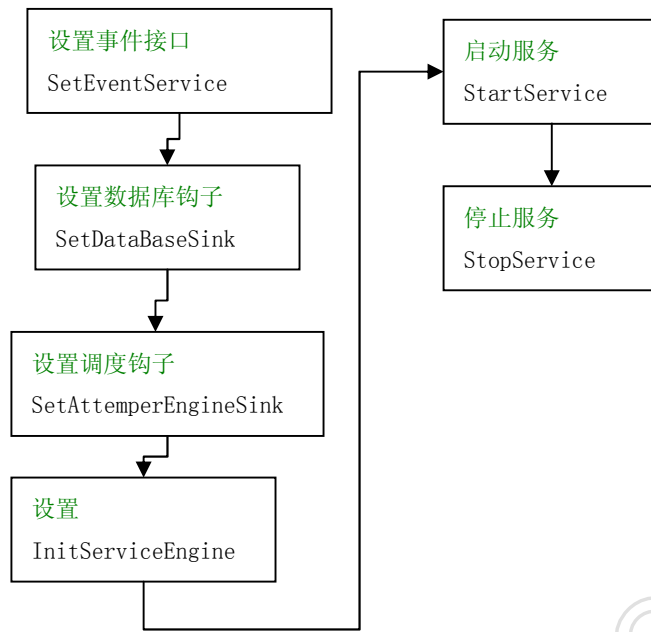 设置事件接口
SetEventService
设置数据库钩子
SetDataBaseSink
设置调度钩子
SetAttemperEngineSink
设置
InitServiceEngine
启动服务
StartService
停止服务
StopService